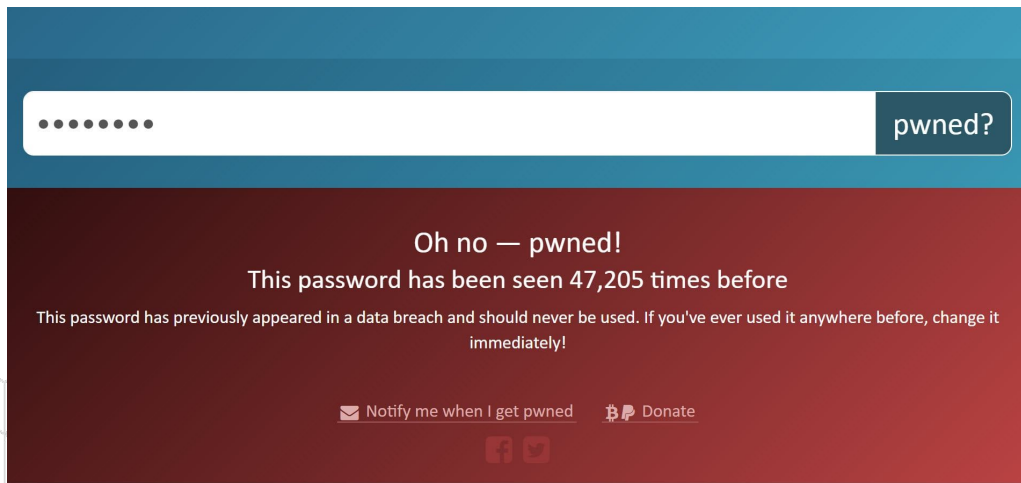 ••••••••
pwned?
Oh no — pwned!
This password has been seen 47,205 times before
This password has previously appeared in a data breach and should never be used. If you've ever used it anywhere before, change it
immediately!
Notify me when I get pwned Donate